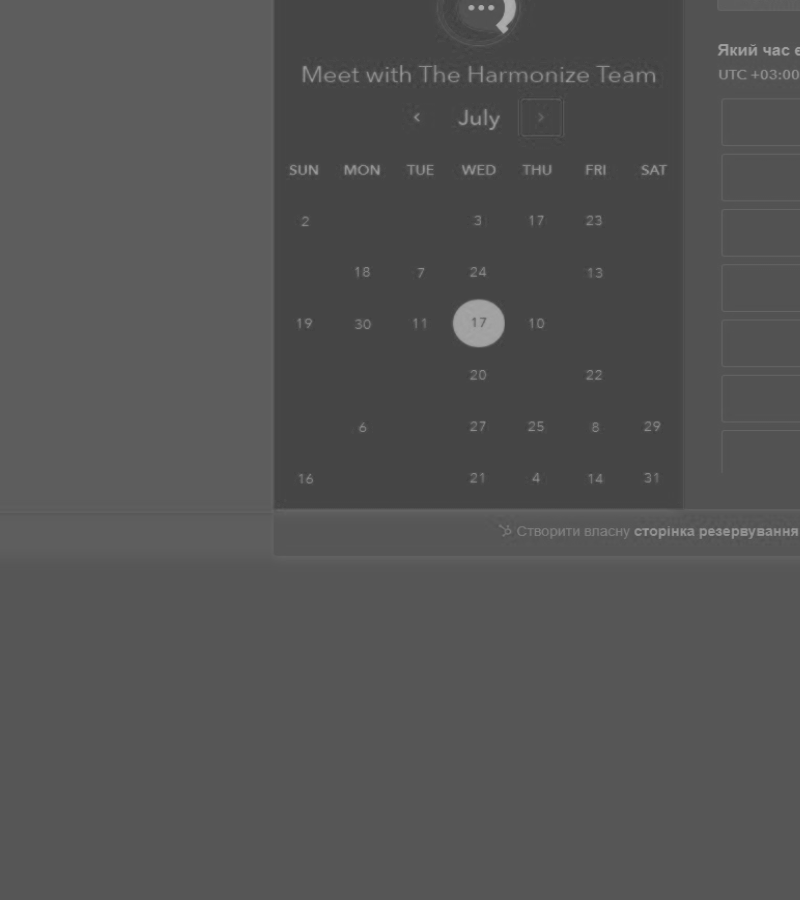 Meet with The Harmonize Team
July
SUN MON TUE WED THU FRI SAT
2 3 17 23
18 7 24 13
19 30 11 17 10
20 22
6 27 25 8 29
16 21 4 14 31
Який час
UTC +03:00
Створити власну сторінка резервування